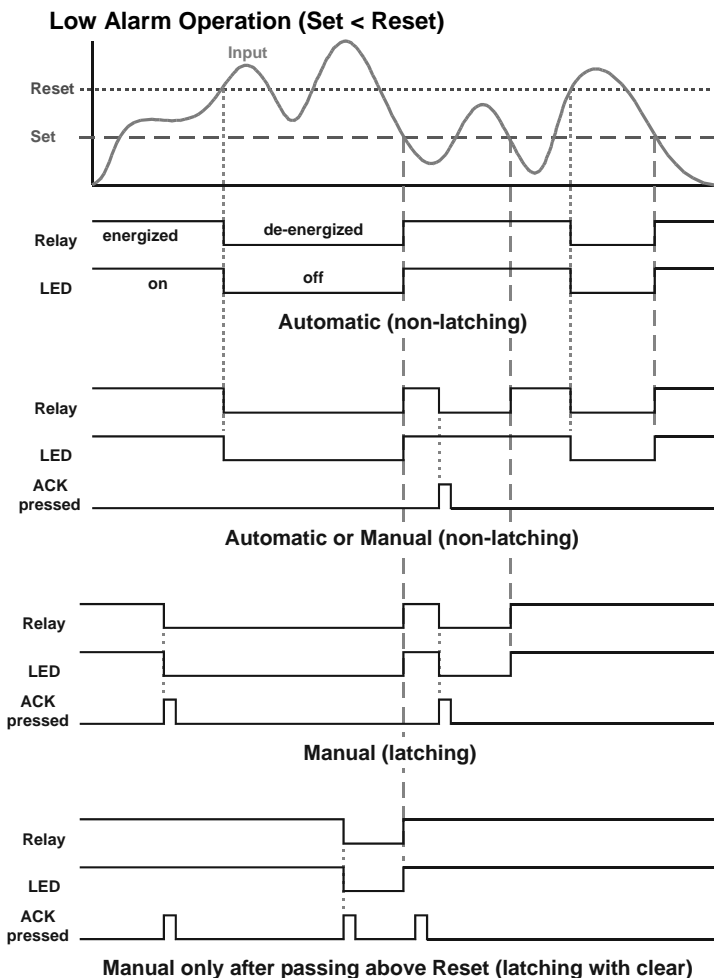 Low Alarm Operation (Set < Reset)
Input
Reset
Set
Relay energized de-energized
LED on off
Automatic (non-latching)
Relay
LED
ACK
pressed
Automatic or Manual (non-latching)
Relay
LED
ACK
pressed
Manual (latching)
Relay
LED
ACK
pressed
Manual only after passing above Reset (latching with clear)